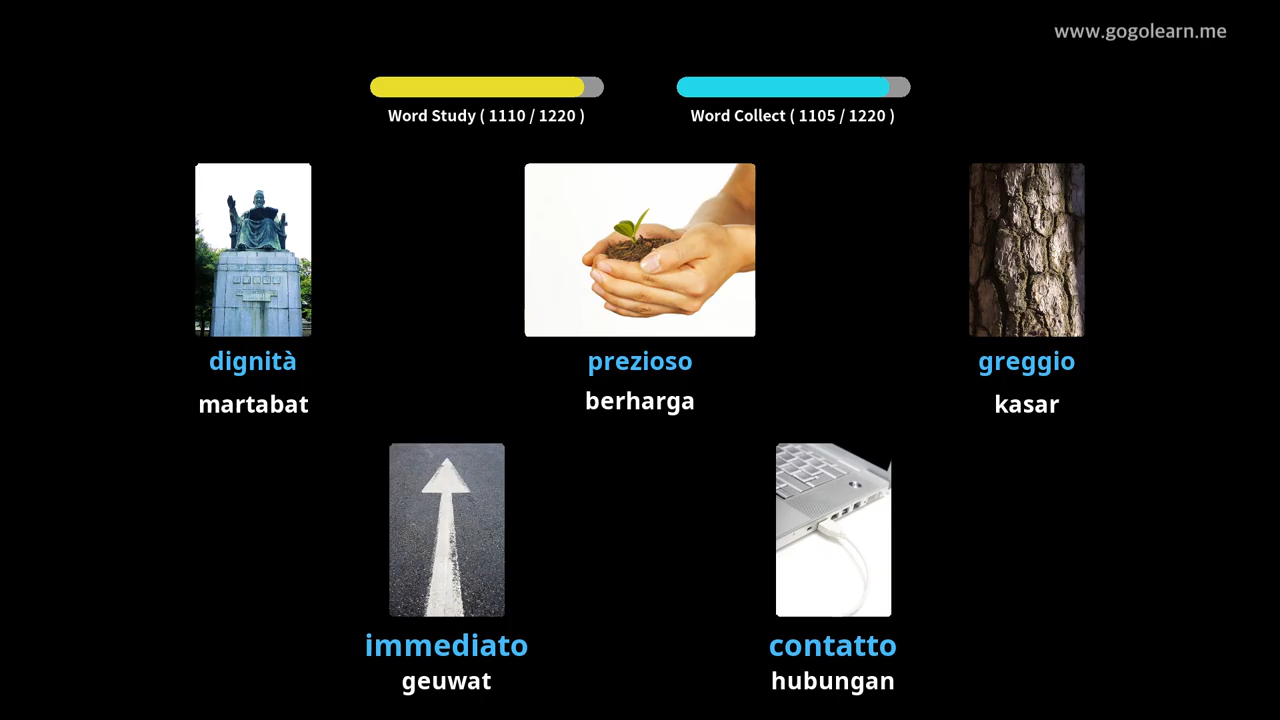 www.gogolearn.me
Word Study ( 1110 / 1220 )
Word Collect ( 1105 / 1220 )
dignità
martabat
prezioso
berharga
greggio
kasar
immediato
geuwat
contatto
hubungan